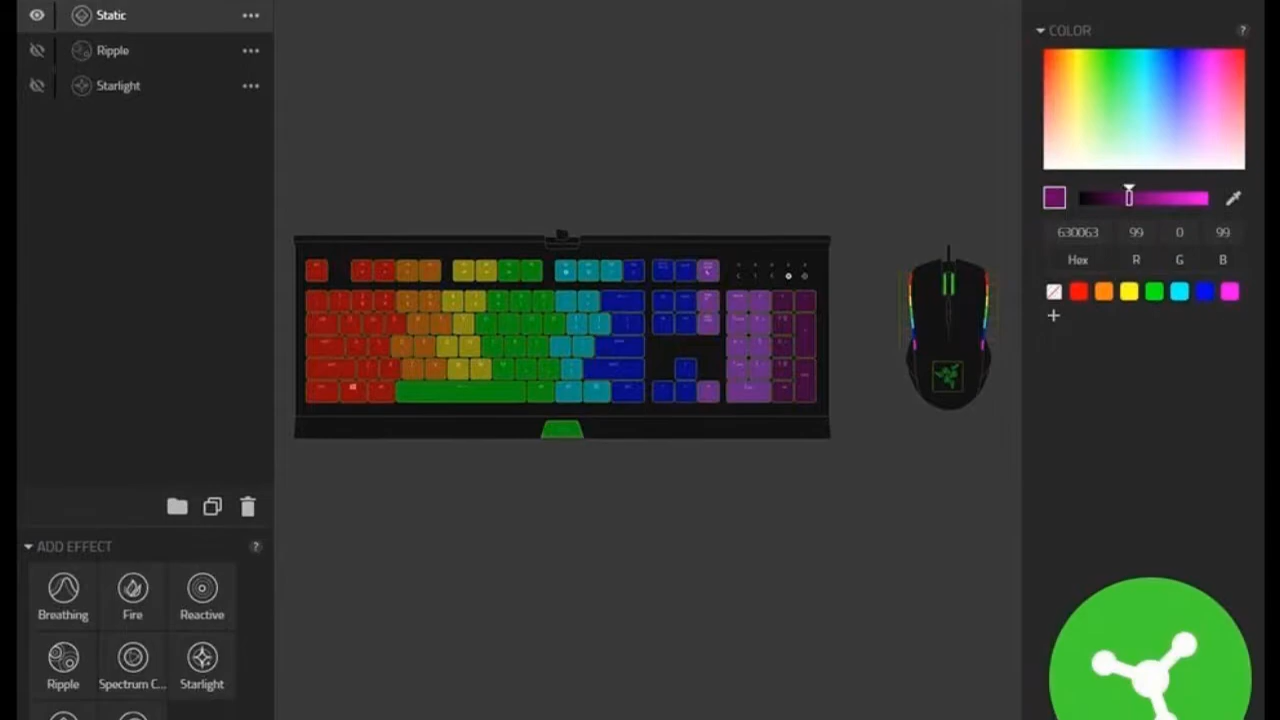 Static
Ripple
Starlight
ADD EFFECT
?
Breathing
Fire
Reactive
Ripple
Spectrum C...
Starlight
COLOR
?
630063
99
0
99
Hex
R
G
B